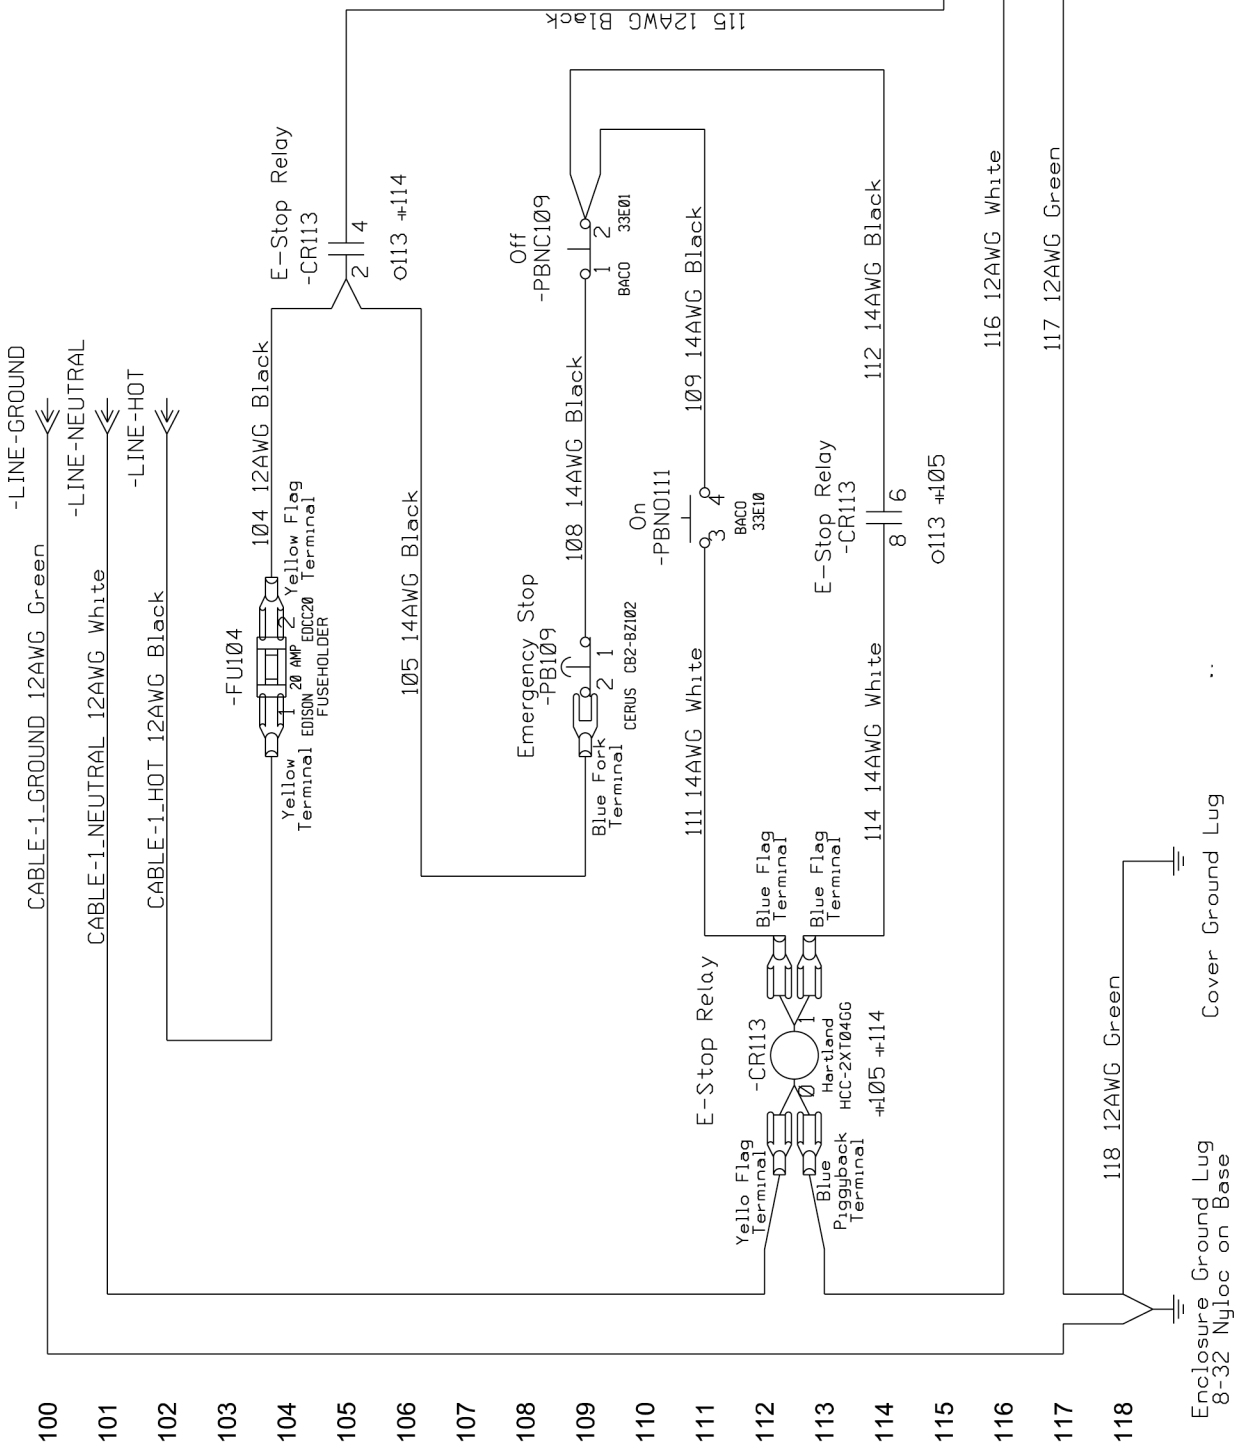 100
101
102
103
104
105
106
107
108
109
110
111
112
113
114
115
116
117
118
-LINE-GROUND
CABLE-1_GROUND 12AWG Green
-LINE-NEUTRAL
CABLE-1_NEUTRAL 12AWG White
-LINE-HOT
CABLE-1_HOT 12AWG Black
-FU104
1
2
Yellow
Terminal
EDISON 20 AMP EDCC20
FUSEHOLDER
Yellow Flag
Terminal
104 12AWG Black
E-Stop Relay
-CR113
2
4
o113 #114
115 12AWG Black
105 14AWG Black
Emergency Stop
-PB109
2
1
CERUS CB2-BZ102
Blue Fork
Terminal
108 14AWG Black
Off
-PBNC109
1
2
BACO
33E01
On
-PBNO111
3
4
BACO
33E10
111 14AWG White
109 14AWG Black
E-Stop Relay
-CR113
8
6
o113 #105
114 14AWG White
112 14AWG Black
E-Stop Relay
-CR113
0
1
Hartland
HCC-2XT04GG
#105 #114
Yello Flag
Terminal
Blue
Piggyback
Terminal
Blue Flag
Terminal
Blue Flag
Terminal
116 12AWG White
117 12AWG Green
118 12AWG Green
Enclosure Ground Lug
8-32 Nyloc on Base
Cover Ground Lug